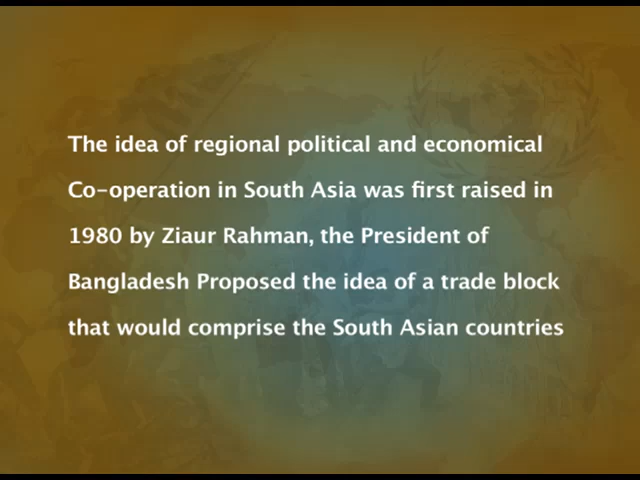 The idea of regional political and economical
Co-operation in South Asia was first raised in
1980 by Ziaur Rahman, the President of
Bangladesh Proposed the idea of a trade block
that would comprise the South Asian countries